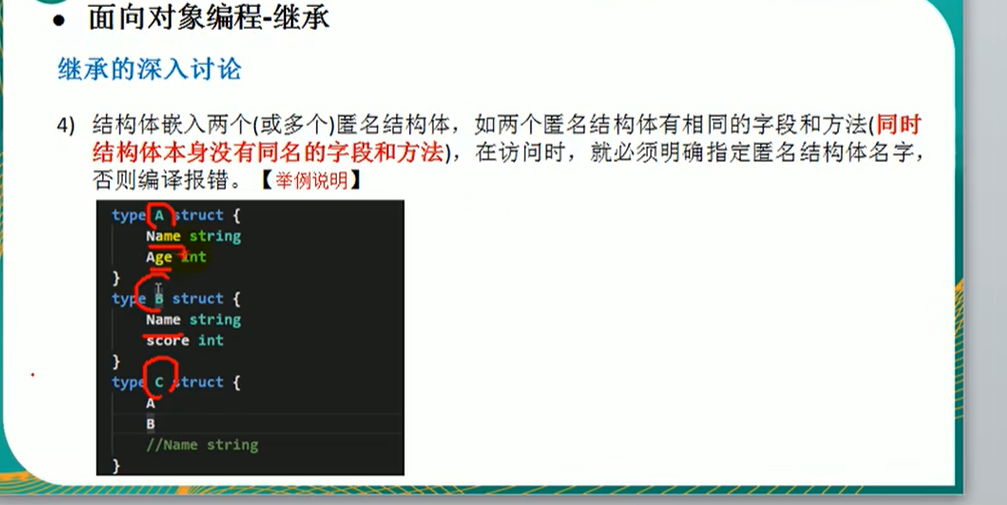 • 面向对象编程-继承
继承的深入讨论
4) 结构体嵌入两个(或多个)匿名结构体，如两个匿名结构体有相同的字段和方法(同时
结构体本身没有同名的字段和方法)，在访问时，就必须明确指定匿名结构体名字，
否则编译报错。【举例说明】
type A struct {
Name string
Age int
}
type B struct {
Name string
score int
}
type C struct {
A
B
//Name string
}